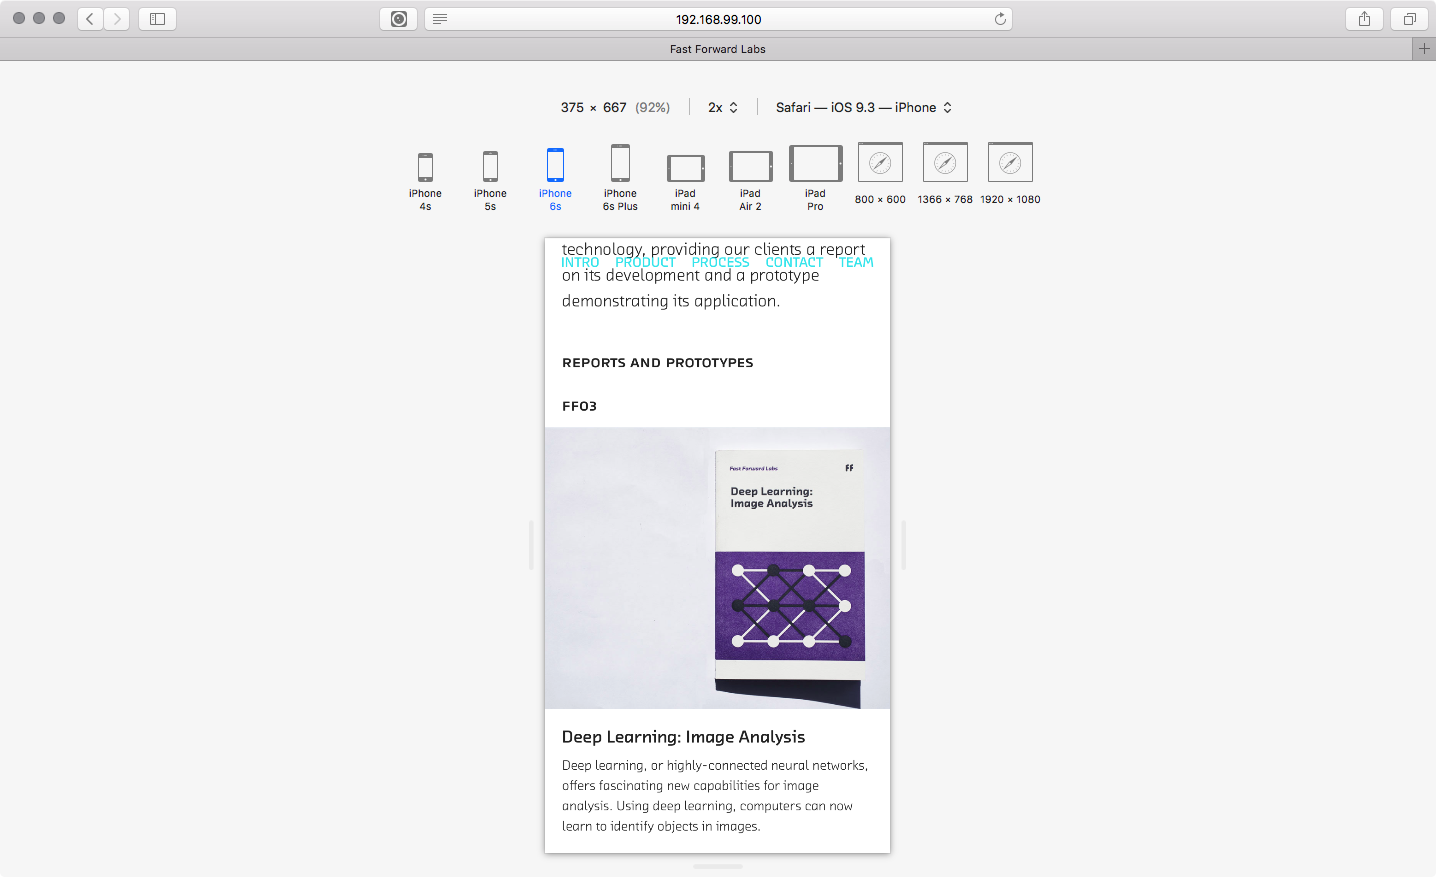 192.168.99.100
Fast Forward Labs
375 × 667 (92%)
2x
Safari — iOS 9.3 — iPhone
iPhone
4s
iPhone
5s
iPhone
6s
iPhone
6s Plus
iPad
mini 4
iPad
Air 2
iPad
Pro
800 × 600
1366 × 768
1920 × 1080
technology, providing our clients a report
INTRO PRODUCT PROCESS CONTACT TEAM
on its development and a prototype
demonstrating its application.
REPORTS AND PROTOTYPES
FF03
Fast Forward Labs
FF
Deep Learning:
Image Analysis
Deep Learning: Image Analysis
Deep learning, or highly-connected neural networks,
offers fascinating new capabilities for image
analysis. Using deep learning, computers can now
learn to identify objects in images.